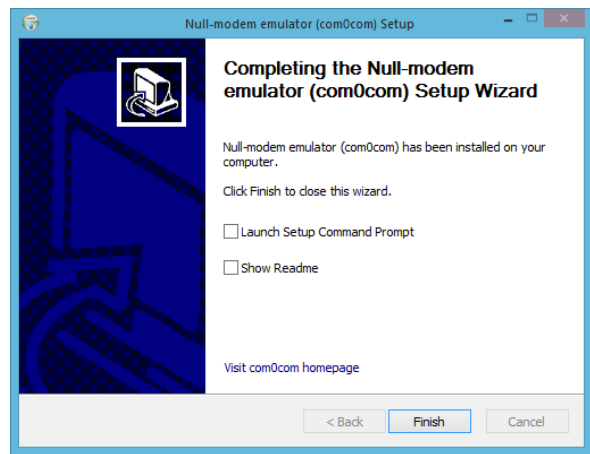 Null-modem emulator (com0com) Setup
Completing the Null-modem
emulator (com0com) Setup Wizard
Null-modem emulator (com0com) has been installed on your
computer.
Click Finish to close this wizard.
Launch Setup Command Prompt
Show Readme
Visit com0com homepage
< Back
Finish
Cancel